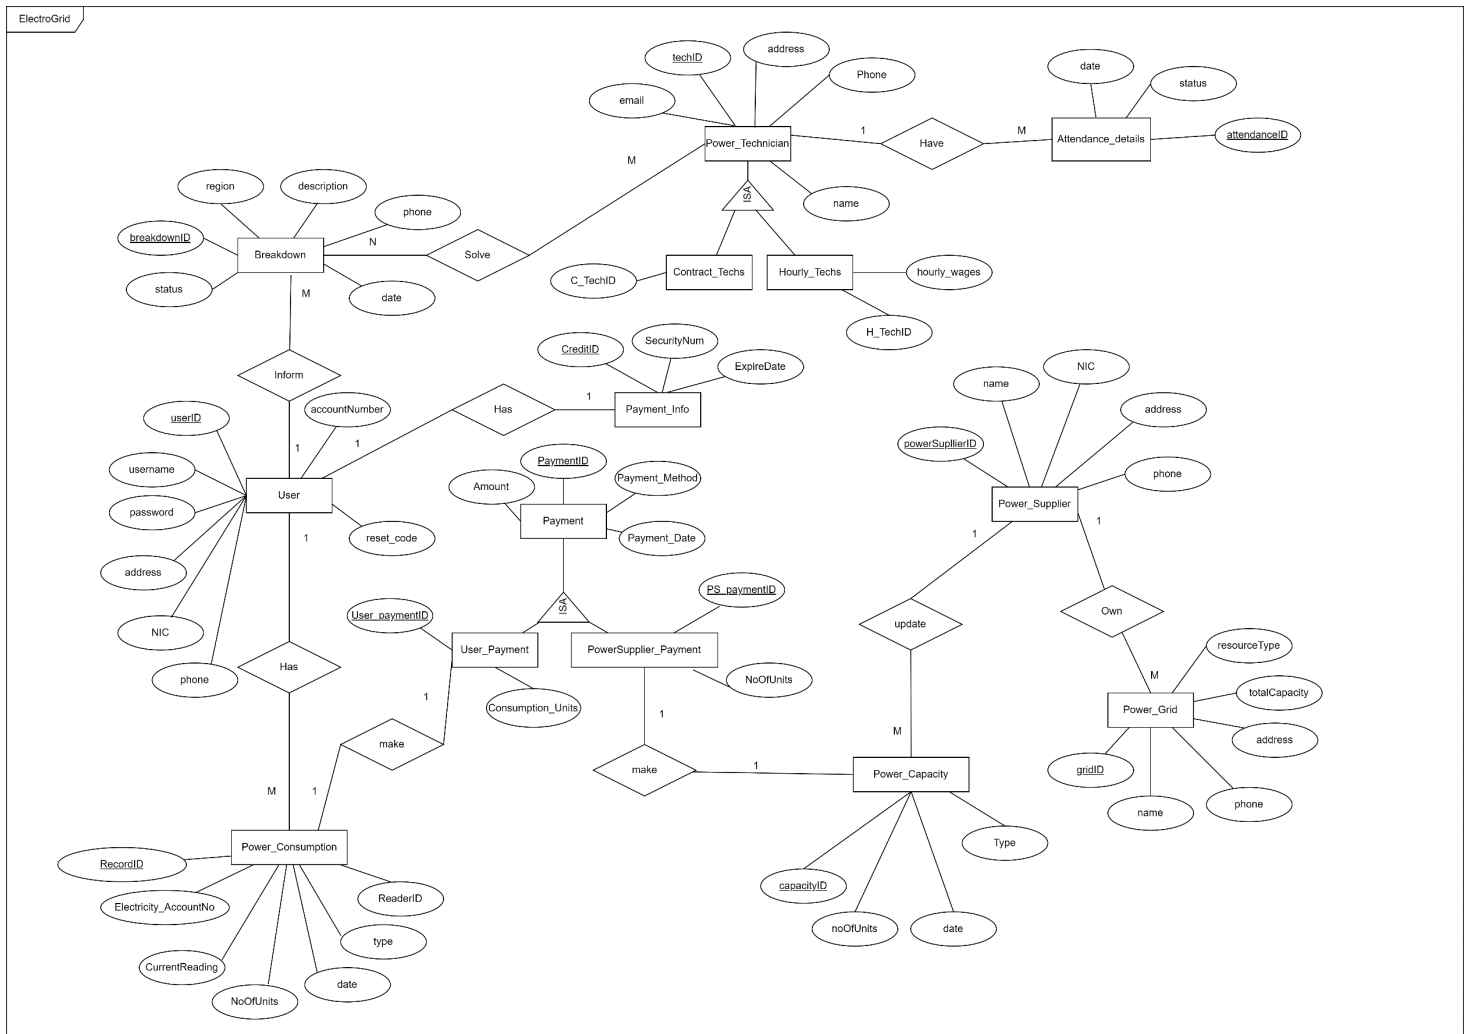 ElectroGrid
techID
address
Phone
email
Power_Technician
1
Have
M
date
status
Attendance_details
attendanceID
M
ISA
name
region
description
phone
breakdownID
Breakdown
N
Solve
status
date
M
C_TechID
Contract_Techs
Hourly_Techs
hourly_wages
H_TechID
Inform
CreditID
SecurityNum
ExpireDate
Payment_Info
1
Has
1
userID
accountNumber
1
username
password
User
address
NIC
phone
reset_code
1
name
NIC
address
powerSupllierID
phone
Power_Supplier
1
1
PaymentID
Amount
Payment_Method
Payment
Payment_Date
ISA
User_paymentID
PS_paymentID
User_Payment
PowerSupplier_Payment
NoOfUnits
Consumption_Units
1
1
update
Own
resourceType
M
totalCapacity
Power_Grid
address
gridID
name
phone
Has
make
make
1
M
Power_Capacity
Type
capacityID
noOfUnits
date
M
1
Power_Consumption
RecordID
Electricity_AccountNo
ReaderID
type
CurrentReading
date
NoOfUnits